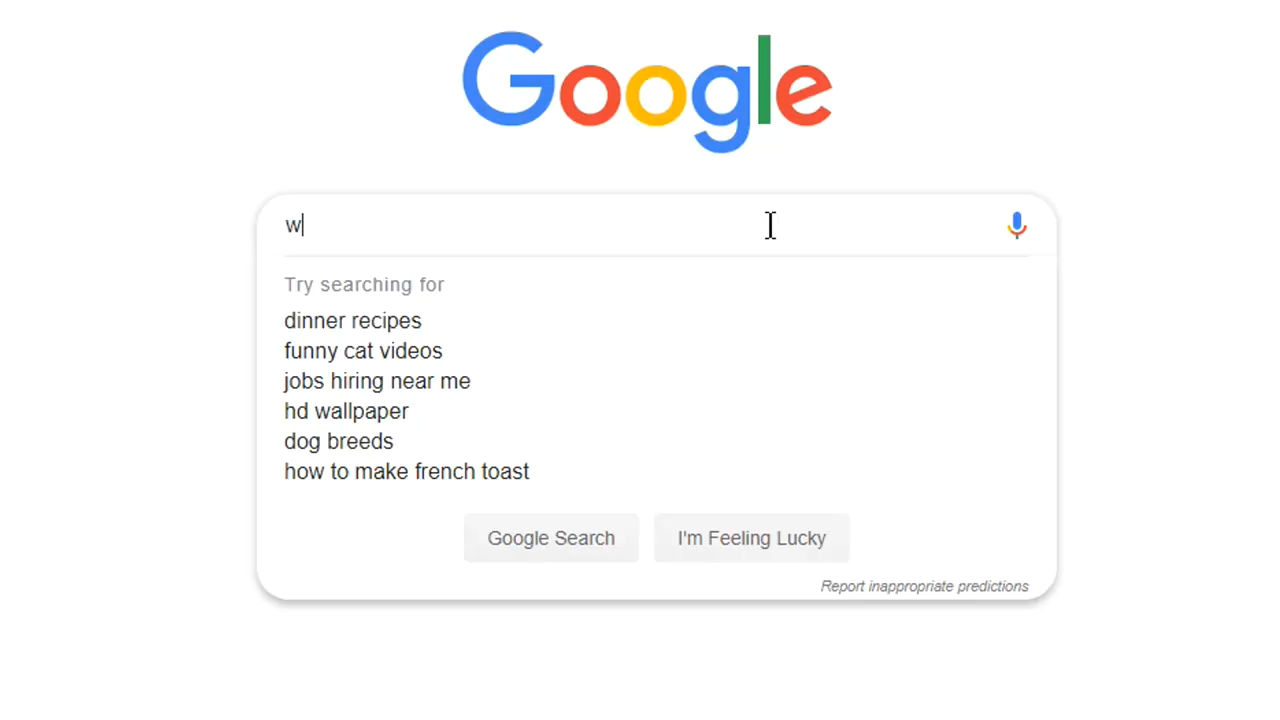 Google
w
Try searching for
dinner recipes
funny cat videos
jobs hiring near me
hd wallpaper
dog breeds
how to make french toast
Google Search
I'm Feeling Lucky
Report inappropriate predictions